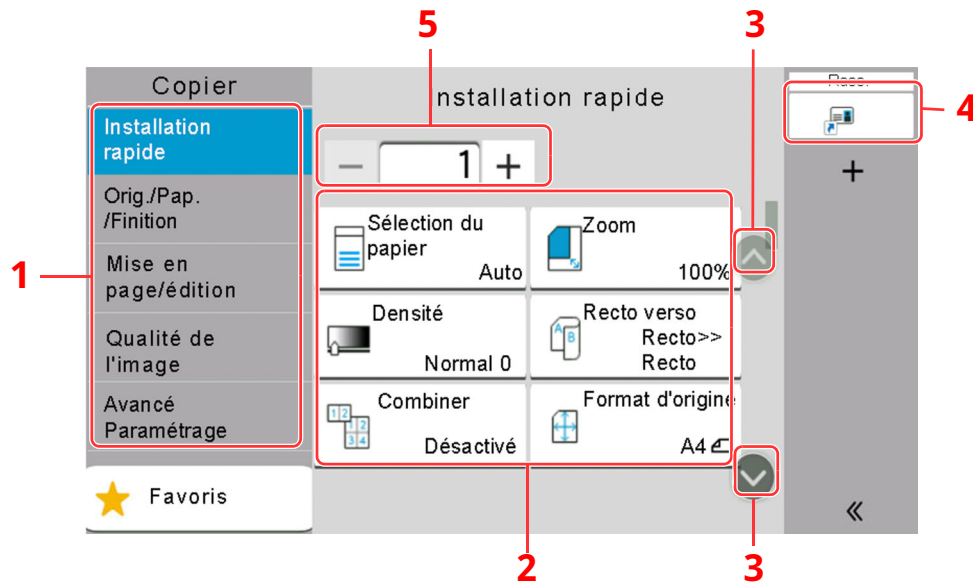 5
3
Copier
nstallation rapide
4
Installation
rapide
1
+
Orig./Pap.
/Finition
Mise en
page/édition
Qualité de
l'image
Avancé
Paramétrage
Favoris
Sélection du
papier
Auto
Zoom
100%
Densité
Normal 0
Recto verso
Recto>>
Recto
Combiner
Désactivé
Format d'origine
A4
1
2
3